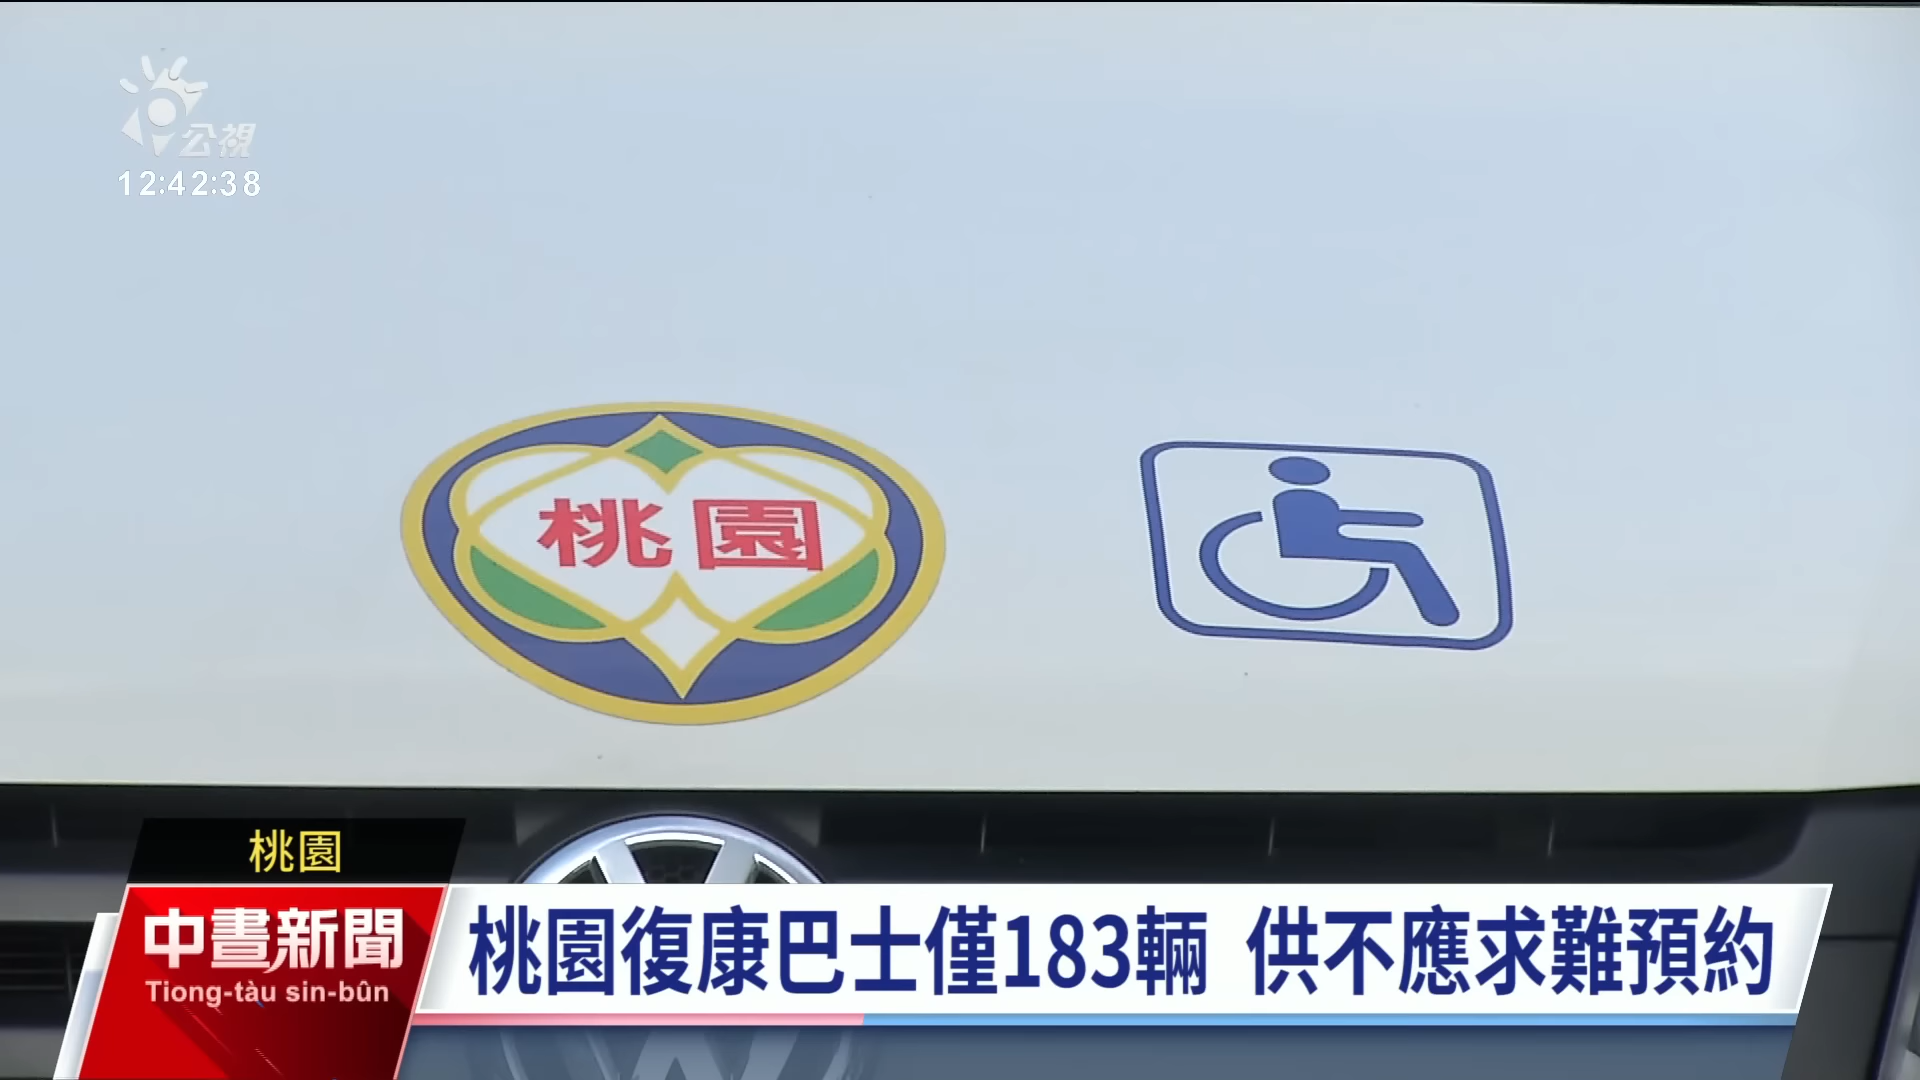 公視
12:42:38
桃園
桃園
中晝新聞
Tiong-tàu sin-bûn
桃園復康巴士僅183輛 供不應求難預約